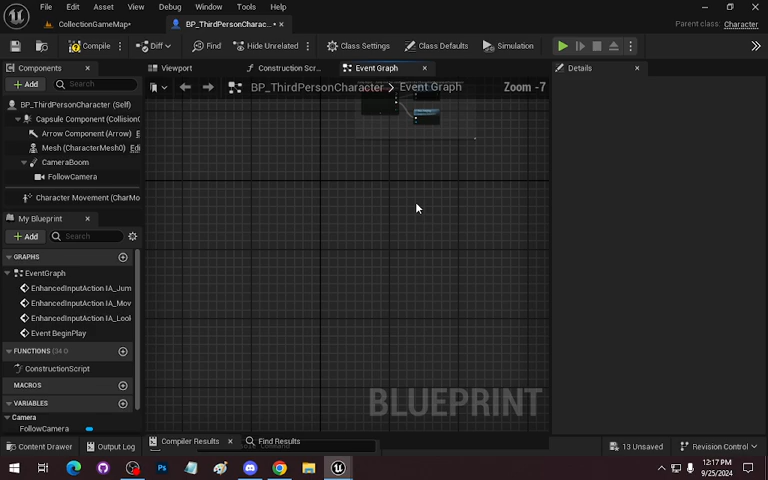 File Edit Asset View Debug Window Tools Help
CollectionGameMap•
BP_ThirdPersonCharac... •
Parent class: Character
Compile Diff Find Hide Unrelated Class Settings Class Defaults Simulation
Components
Viewport
Construction Scr...
Event Graph
Details
Add Search
BP_ThirdPersonCharacter > Event Graph
Zoom -7
BP_ThirdPersonCharacter (Self)
Capsule Component (CollisionC
Arrow Component (Arrow) E
Mesh (CharacterMesh0) Edi
CameraBoom
FollowCamera
Character Movement (CharMo
My Blueprint
Add Search
GRAPHS
EventGraph
EnhancedInputAction IA_Jum
EnhancedInputAction IA_Mov
EnhancedInputAction IA_Look
Event BeginPlay
FUNCTIONS (34 O
ConstructionScript
MACROS
VARIABLES
Camera
FollowCamera
BLUEPRINT
Content Drawer
Output Log
Compiler Results
Find Results
13 Unsaved
Revision Control
12:17 PM
9/25/2024